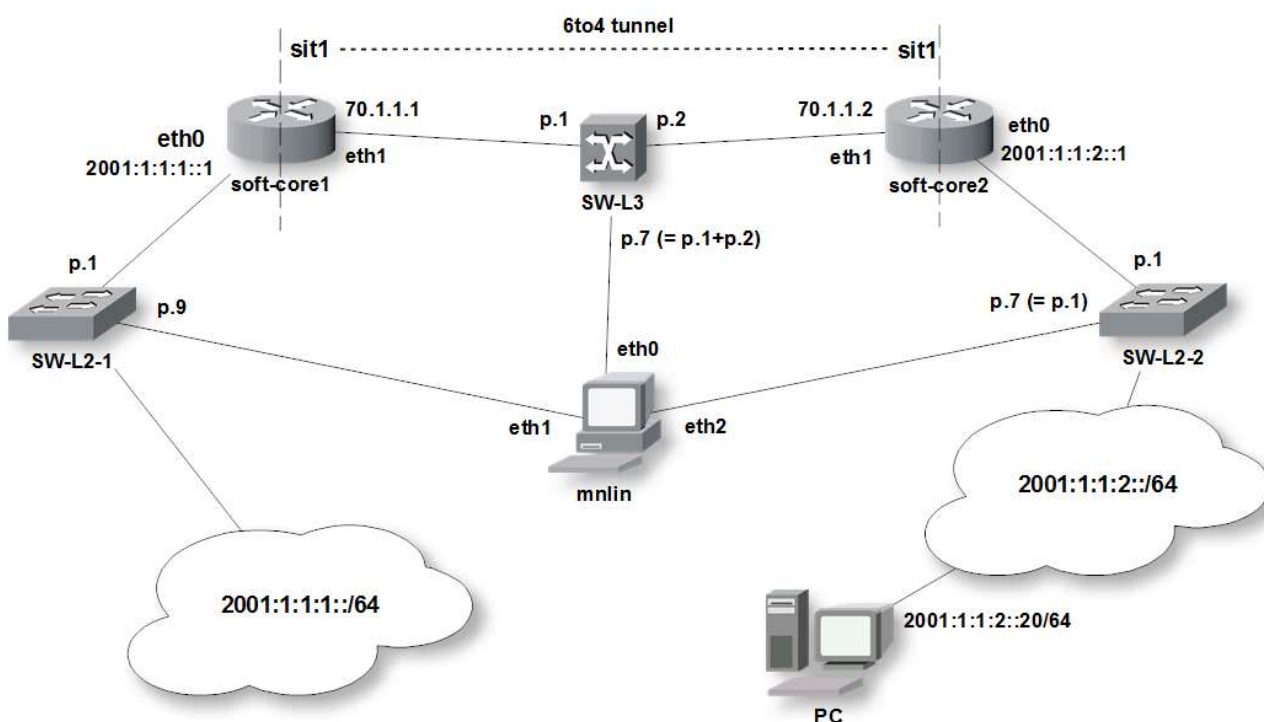 6to4 tunnel
sit1
sit1
70.1.1.1
p.1
p.2
70.1.1.2
eth0
2001:1:1:1::1
eth1
soft-core1
SW-L3
eth1
eth0
2001:1:1:2::1
soft-core2
p.7 (= p.1+p.2)
p.1
p.9
SW-L2-1
p.1
p.7 (= p.1)
SW-L2-2
eth0
eth1
eth2
mnlin
2001:1:1:2::/64
2001:1:1:1::/64
2001:1:1:2::20/64
PC